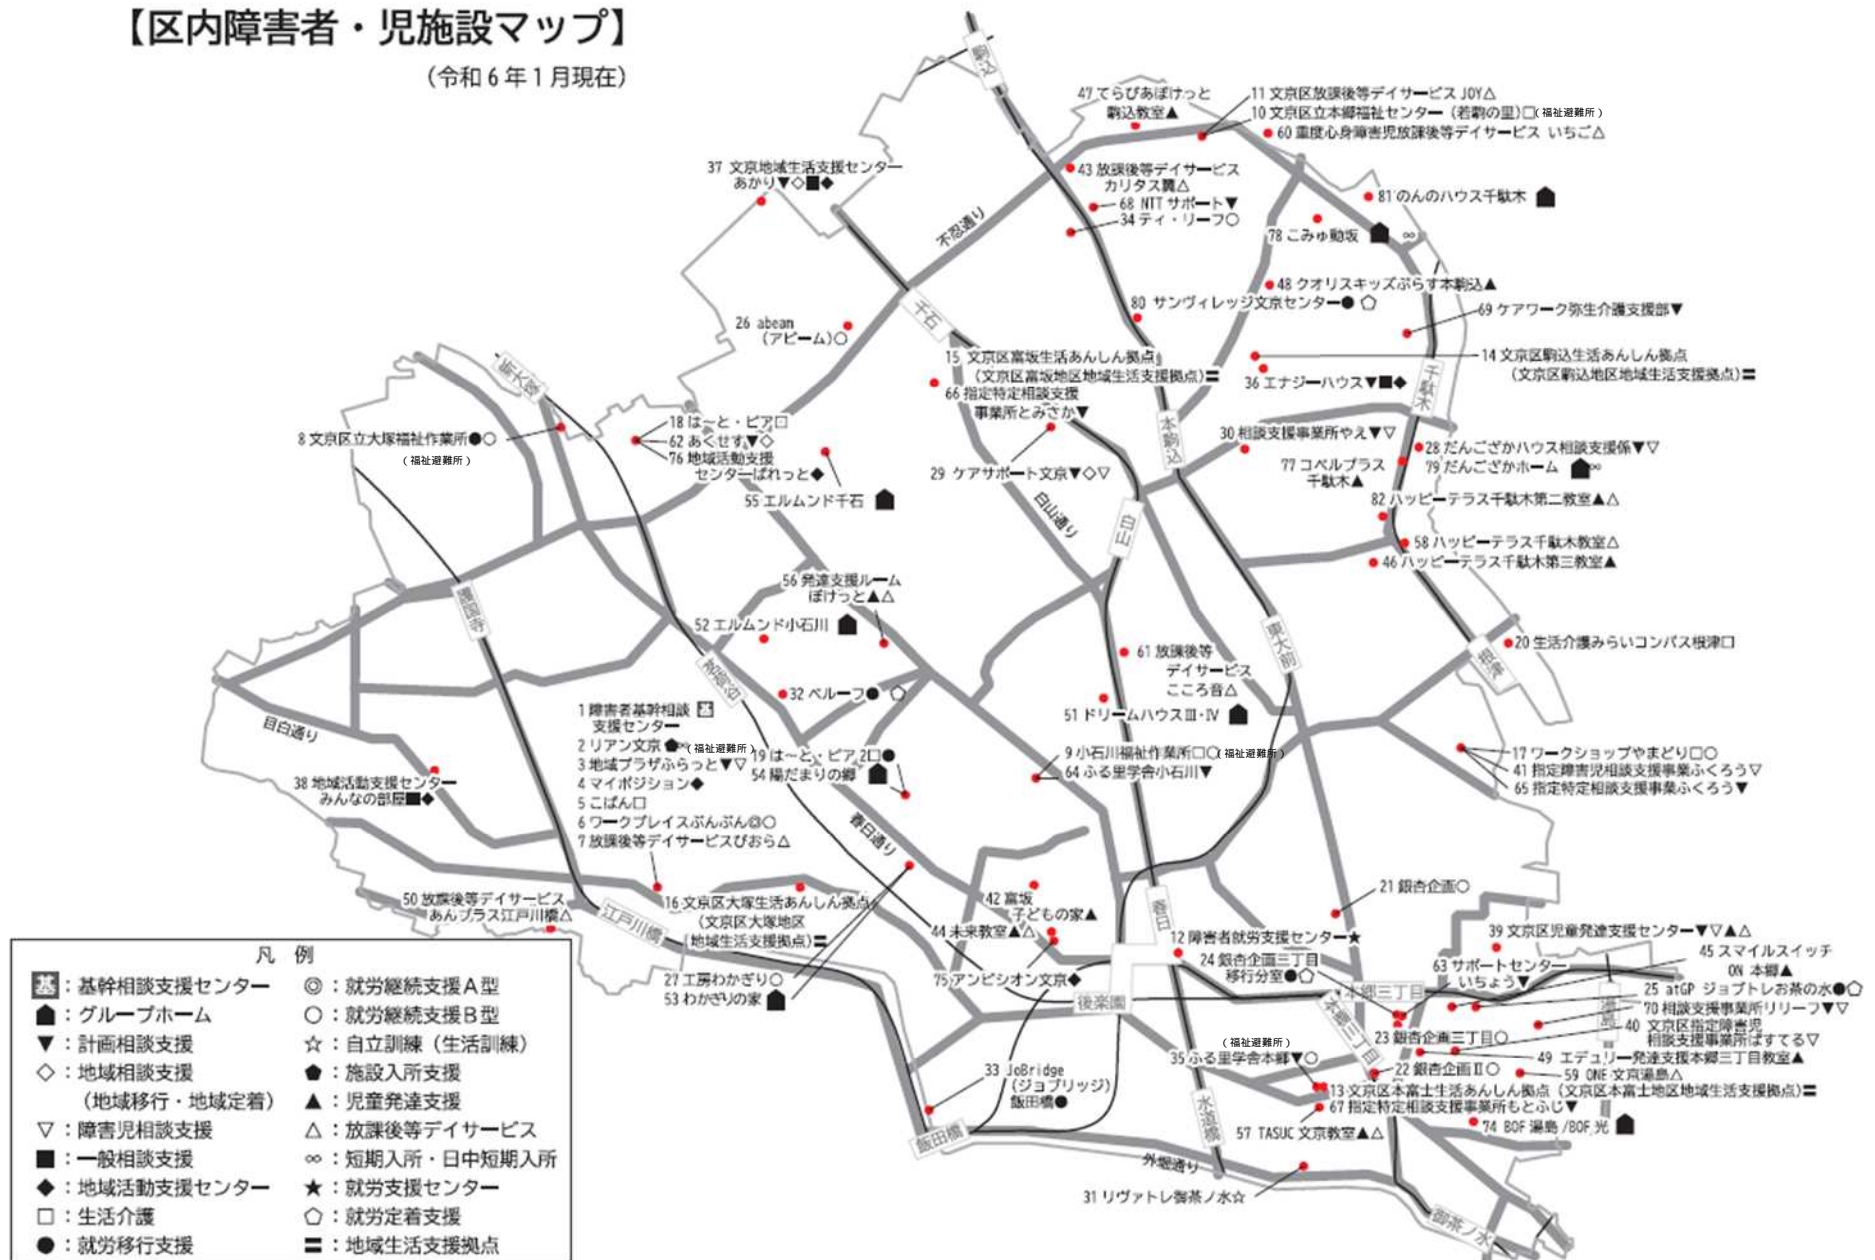 【区内障害者・児施設マップ】
(令和6年1月現在)
駒込
47 てらぴあぽけっと
駒込教室▲
11 文京区放課後等デイサービス JOY△
10 文京区立本郷福祉センター(若駒の里)□(福祉避難所)
60 重度心身障害児放課後等デイサービス いちご△
37 文京地域生活支援センター
あかり▼◇■◆
43 放課後等デイサービス
カリタス翼△
68 NTT サポート▼
34 ティ・リーフ○
81 のんのハウス千駄木
78 こみゅ動坂 ∞
不忍通り
48 クオリスキッズぷらす本駒込▲
80 サンヴィレッジ文京センター●⬠
69 ケアワーク弥生介護支援部▼
千石
26 abeam
(アビーム)○
15 文京区富坂生活あんしん拠点
(文京区富坂地区地域生活支援拠点)〓
66 指定特定相談支援
事業所とみさか▼
14 文京区駒込生活あんしん拠点
(文京区駒込地区地域生活支援拠点)〓
36 エナジーハウス▼■◆
新大塚
千駄木
本駒込
8 文京区立大塚福祉作業所●○
(福祉避難所)
18 は〜と・ピア□
62 あくせす▼◇
76 地域活動支援
センターぱれっと◆
55 エルムンド千石
29 ケアサポート文京▼◇▽
30 相談支援事業所やえ▼▽
28 だんござかハウス相談支援係▼▽
79 だんござかホーム ∞
77 コペルプラス
千駄木▲
82 ハッピーテラス千駄木第二教室▲△
白山通り
白山
58 ハッピーテラス千駄木教室△
46 ハッピーテラス千駄木第三教室▲
56 発達支援ルーム
ぽけっと▲△
護国寺
52 エルムンド小石川
東大前
20 生活介護みらいコンパス根津□
根津
61 放課後等
デイサービス
こころ音△
茗荷谷
32 ベルーフ●⬠
51 ドリームハウスⅢ・Ⅳ
目白通り
1 障害者基幹相談 基
支援センター
2 リアン文京∞(福祉避難所)
3 地域プラザふらっと▼▽
4 マイポジション◆
5 こぱん□
6 ワークプレイスぶんぶん◎○
7 放課後等デイサービスぴおら△
19 は〜と・ピア 2□●
54 陽だまりの郷
9 小石川福祉作業所□○(福祉避難所)
64 ふる里学舎小石川▼
17 ワークショップやまどり□○
41 指定障害児相談支援事業ふくろう▽
65 指定特定相談支援事業ふくろう▼
38 地域活動支援センター
みんなの部屋■◆
春日通り
21 銀杏企画○
50 放課後等デイサービス
あんプラス江戸川橋△
江戸川橋
16 文京区大塚生活あんしん拠点
(文京区大塚地区
地域生活支援拠点)〓
42 富坂
子どもの家▲
44 未来教室▲△
春日
12 障害者就労支援センター★
24 銀杏企画三丁目
移行分室●⬠
39 文京区児童発達支援センター▼▽▲△
45 スマイルスイッチ
ON 本郷▲
63 サポートセンター
いちょう▼
25 atGP ジョブトレお茶の水●⬠
27 工房わかぎり○
53 わかぎりの家
75 アンビシオン文京◆
後楽園
本郷三丁目
本郷三丁目
湯島
70 相談支援事業所リリーフ▼▽
40 文京区指定障害児
相談支援事業所ぱすてる▽
23 銀杏企画三丁目○
49 エデュリー発達支援本郷三丁目教室▲
(福祉避難所)
35 ふる里学舎本郷▼○
22 銀杏企画Ⅱ○
59 ONE 文京湯島△
33 JoBridge
(ジョブリッジ)
飯田橋●
13 文京区本富士生活あんしん拠点(文京区本富士地区地域生活支援拠点)〓
67 指定特定相談支援事業所もとふじ▼
57 TASUC 文京教室▲△
74 BOF 湯島/BOF 光
飯田橋
水道橋
外堀通り
31 リヴァトレ御茶ノ水☆
御茶ノ水
凡 例
基:基幹相談支援センター
:グループホーム
▼:計画相談支援
◇:地域相談支援
(地域移行・地域定着)
▽:障害児相談支援
■:一般相談支援
◆:地域活動支援センター
□:生活介護
●:就労移行支援
◎:就労継続支援A型
○:就労継続支援B型
☆:自立訓練(生活訓練)
⬟:施設入所支援
▲:児童発達支援
△:放課後等デイサービス
∞:短期入所・日中短期入所
★:就労支援センター
⬠:就労定着支援
〓:地域生活支援拠点